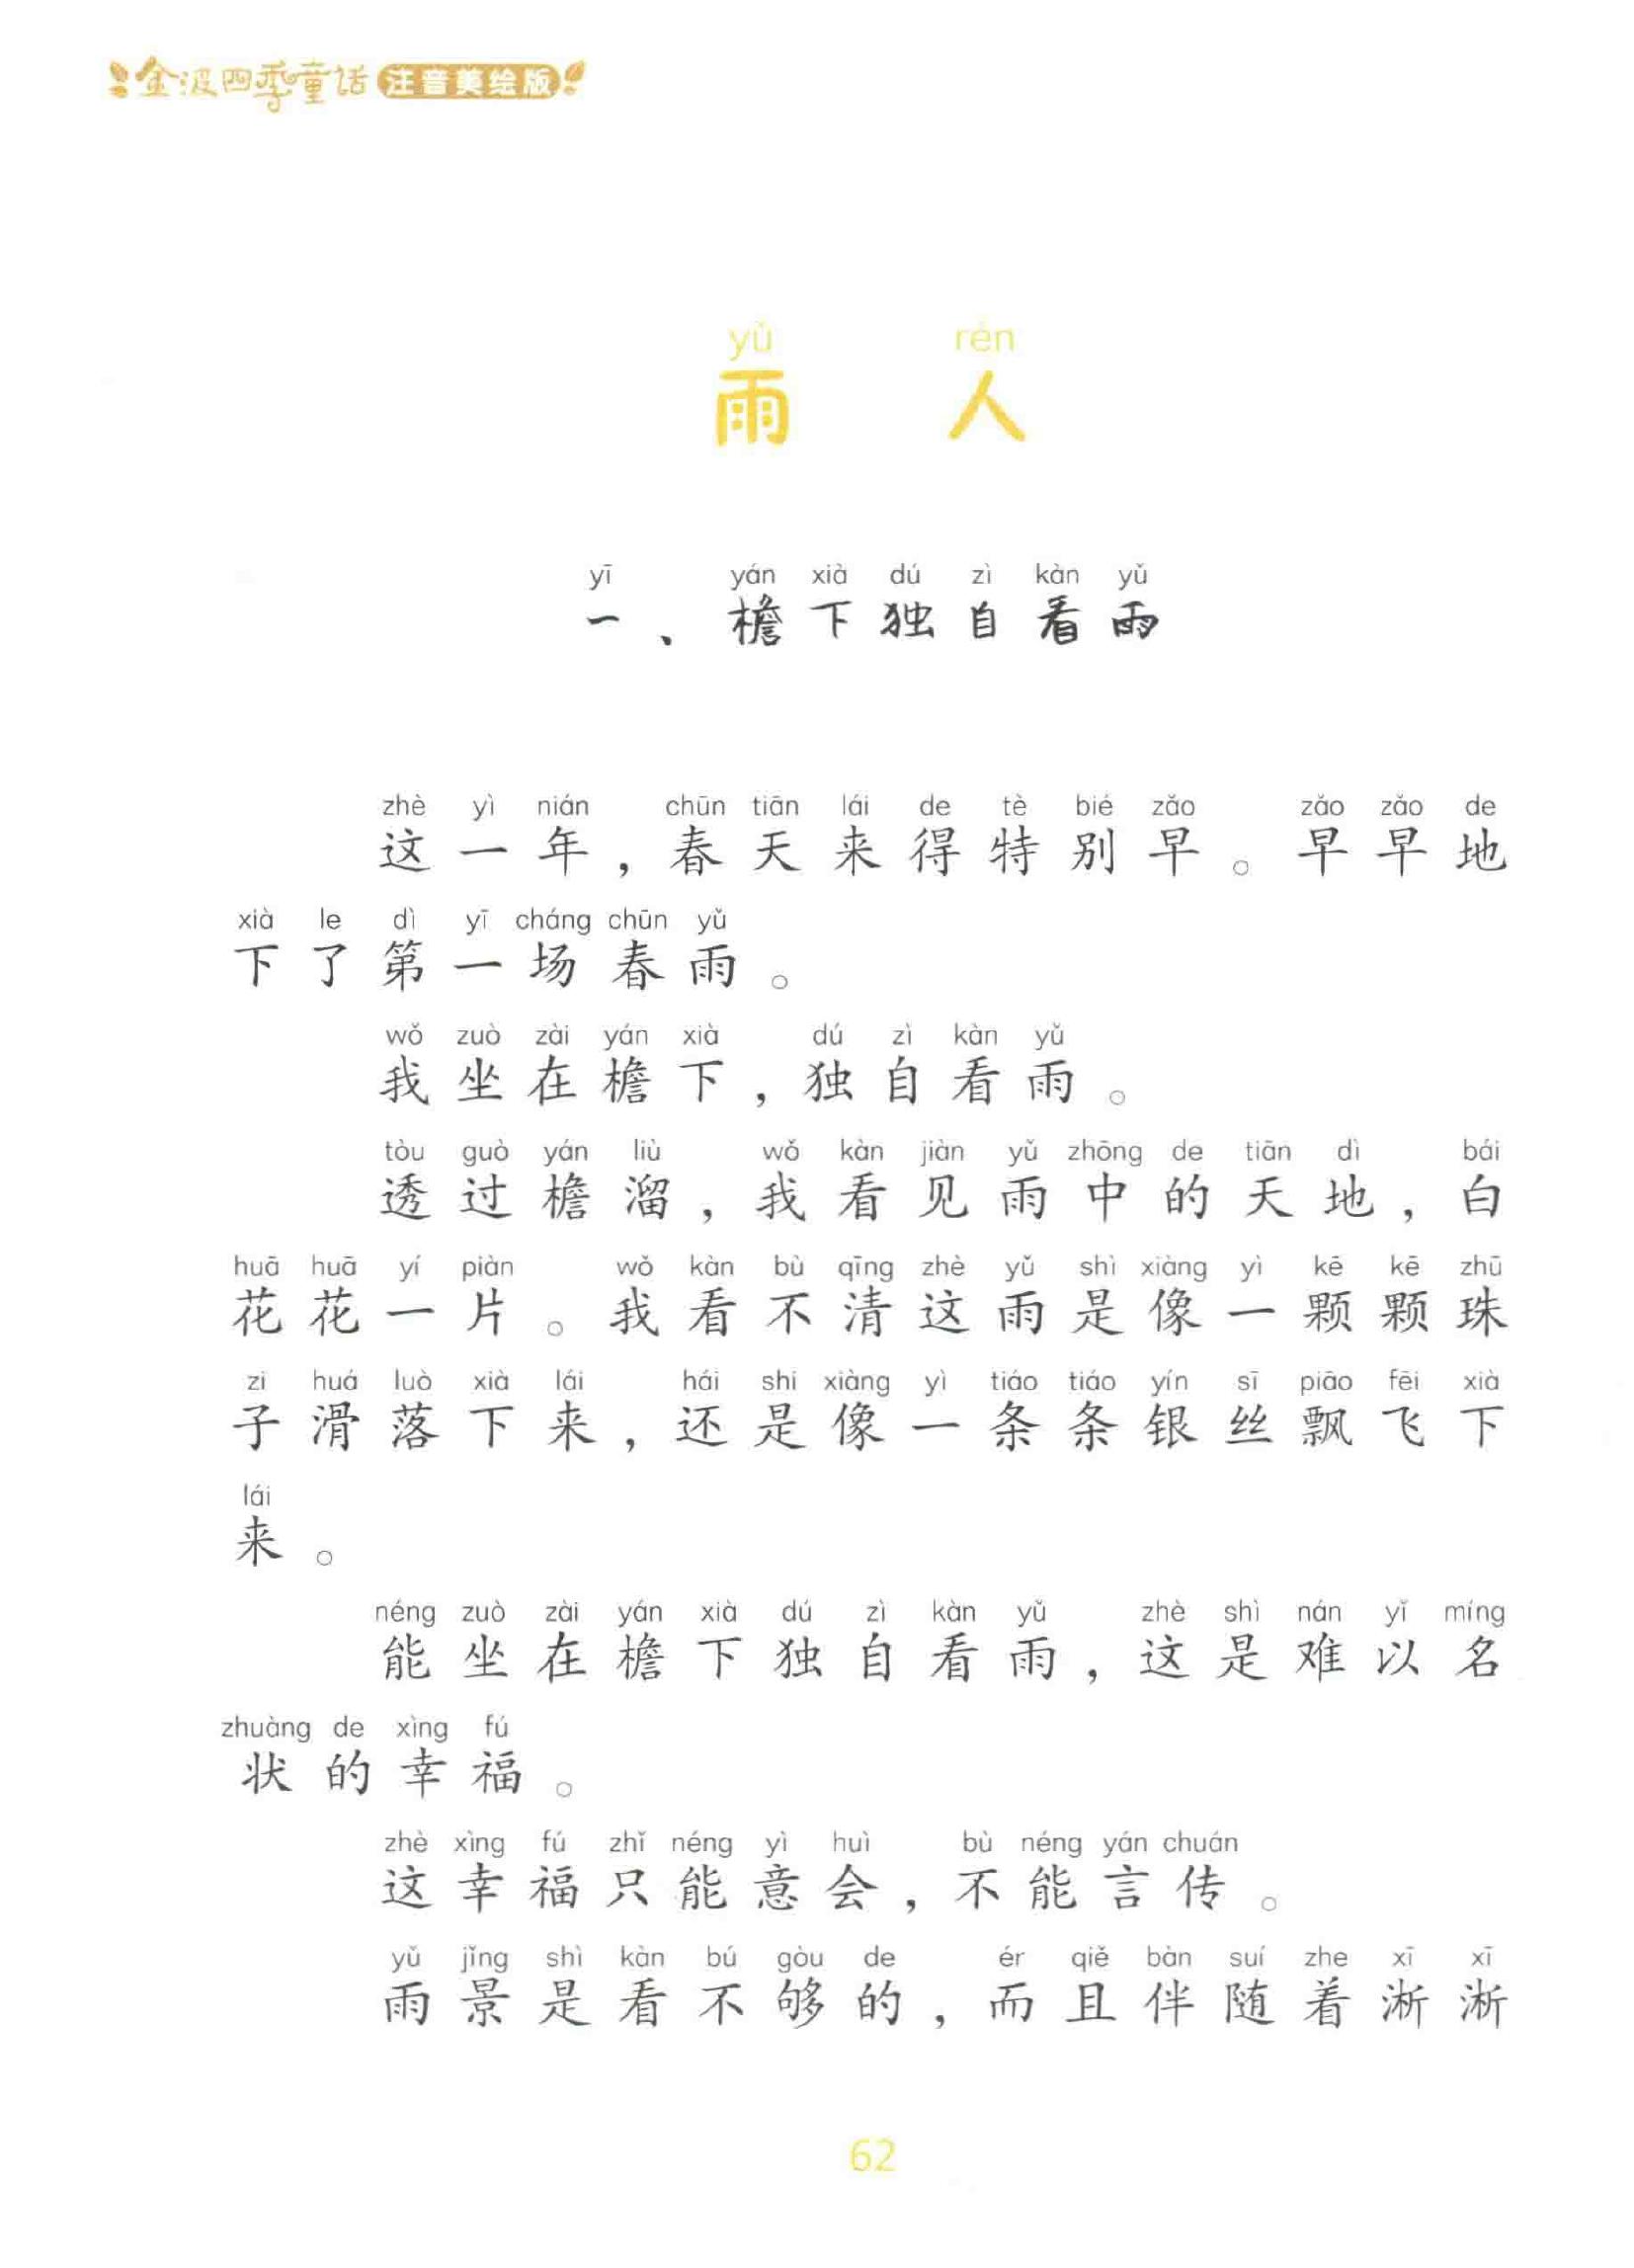 金波四季童话 注音美绘版
yǔ rén
雨 人
yī yán xià dú zì kàn yǔ
一、檐下独自看雨
zhè yì nián chūn tiān lái de tè bié zǎo zǎo zǎo de
这一年，春天来得特别早。早早地
xià le dì yī cháng chūn yǔ
下了第一场春雨。
wǒ zuò zài yán xià dú zì kàn yǔ
我坐在檐下，独自看雨。
tòu guò yán liù wǒ kàn jiàn yǔ zhōng de tiān dì bái
透过檐溜，我看见雨中的天地，白
huā huā yí piàn wǒ kàn bù qīng zhè yǔ shì xiàng yì kē kē zhū
花花一片。我看不清这雨是像一颗颗珠
zi huá luò xià lái hái shi xiàng yì tiáo tiáo yín sī piāo fēi xià
子滑落下来，还是像一条条银丝飘飞下
lái
来。
néng zuò zài yán xià dú zì kàn yǔ zhè shì nán yǐ míng
能坐在檐下独自看雨，这是难以名
zhuàng de xìng fú
状的幸福。
zhè xìng fú zhǐ néng yì huì bù néng yán chuán
这幸福只能意会，不能言传。
yǔ jǐng shì kàn bú gòu de ér qiě bàn suí zhe xī xī
雨景是看不够的，而且伴随着淅淅
62